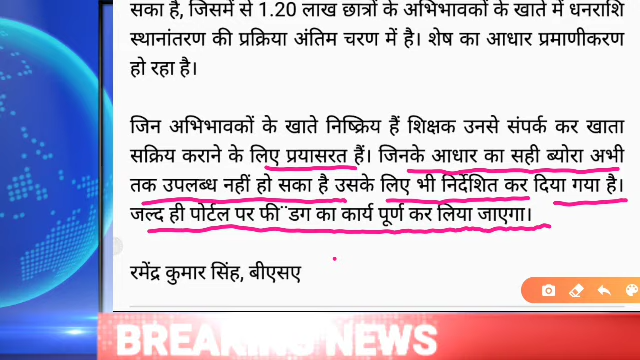 सका है, जिसमें से 1.20 लाख छात्रों के अभिभावकों के खाते में धनराशि
स्थानांतरण की प्रक्रिया अंतिम चरण में है। शेष का आधार प्रमाणीकरण
हो रहा है।
जिन अभिभावकों के खाते निष्क्रिय हैं शिक्षक उनसे संपर्क कर खाता
सक्रिय कराने के लिए प्रयासरत हैं। जिनके आधार का सही ब्योरा अभी
तक उपलब्ध नहीं हो सका है उसके लिए भी निर्देशित कर दिया गया है।
जल्द ही पोर्टल पर फी¨डग का कार्य पूर्ण कर लिया जाएगा।
रमेंद्र कुमार सिंह, बीएसए
BREAKING NEWS